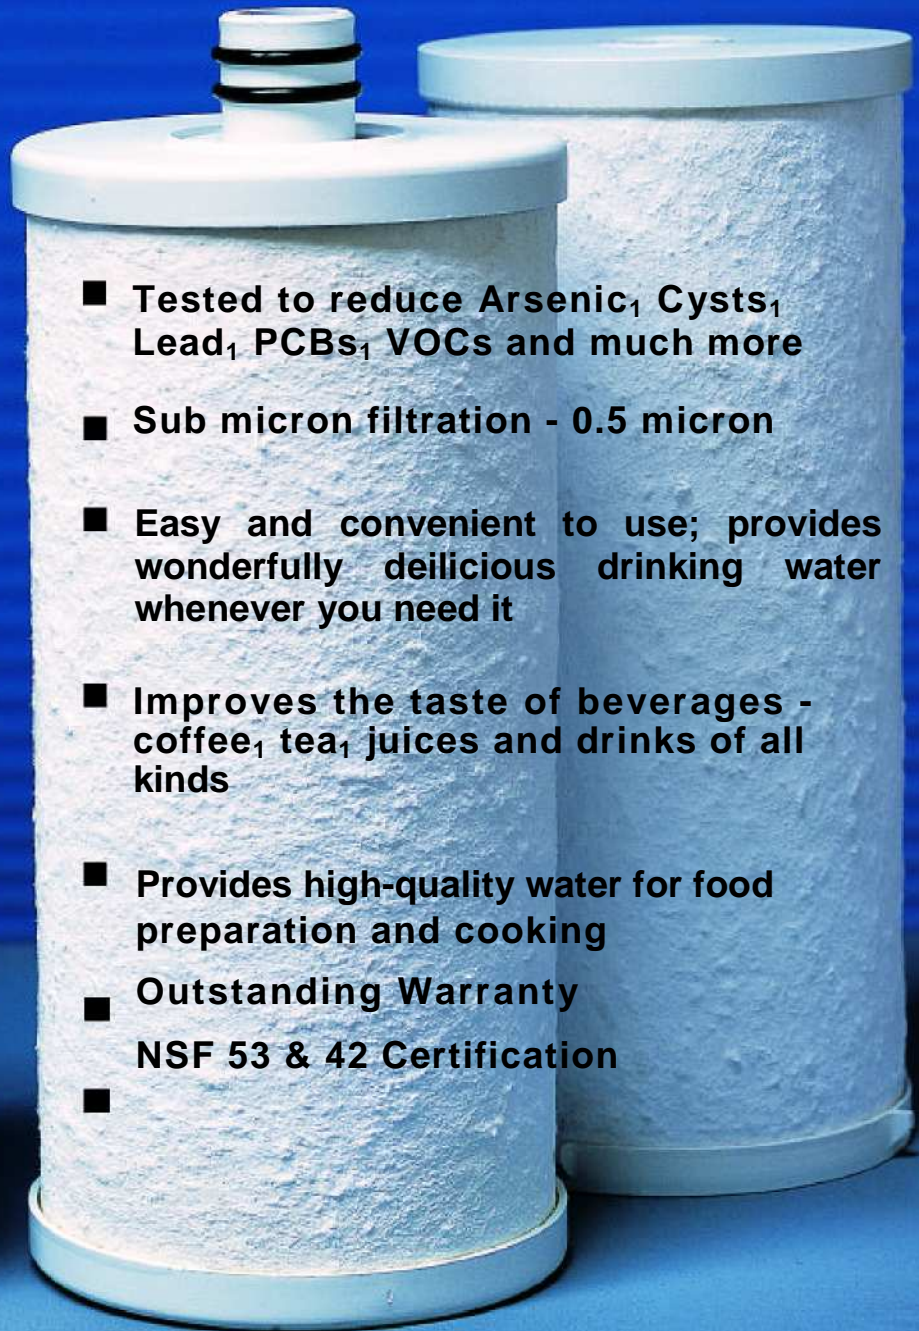 ■ Tested to reduce Arsenic₁ Cysts₁
Lead₁ PCBs₁ VOCs and much more
■ Sub micron filtration - 0.5 micron
■ Easy and convenient to use; provides
wonderfully deilicious drinking water
whenever you need it
■ Improves the taste of beverages -
coffee₁ tea₁ juices and drinks of all
kinds
■ Provides high-quality water for food
preparation and cooking
■ Outstanding Warranty
■ NSF 53 & 42 Certification